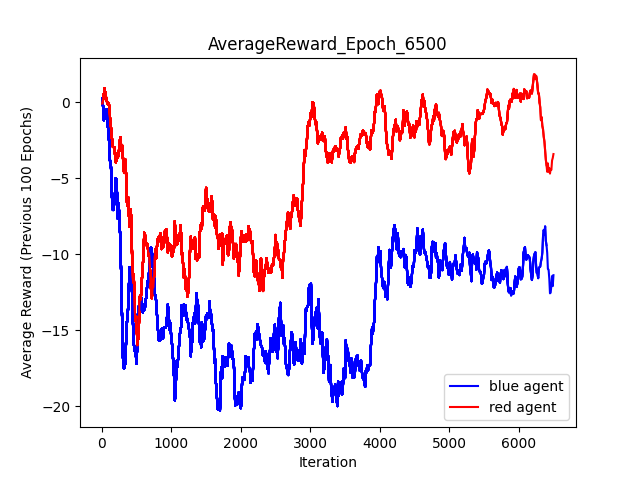 AverageReward_Epoch_6500
Average Reward (Previous 100 Epochs)
0
−5
−10
−15
−20
0 1000 2000 3000 4000 5000 6000
Iteration
blue agent
red agent